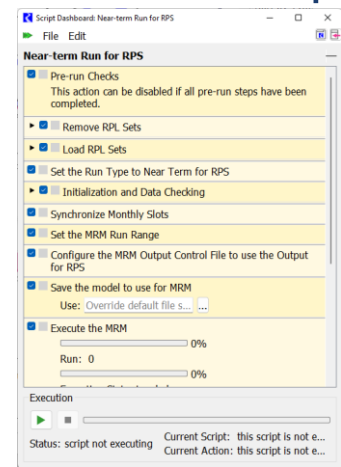 Script Dashboard: Near-term Run for RPS
File Edit
Near-term Run for RPS
Pre-run Checks
This action can be disabled if all pre-run steps have been
completed.
Remove RPL Sets
Load RPL Sets
Set the Run Type to Near Term for RPS
Initialization and Data Checking
Synchronize Monthly Slots
Set the MRM Run Range
Configure the MRM Output Control File to use the Output
for RPS
Save the model to use for MRM
Use: Override default file s... ...
Execute the MRM
0%
Run: 0
0%
Execution
Status: script not executing
Current Script: this script is not e...
Current Action: this script is not e...